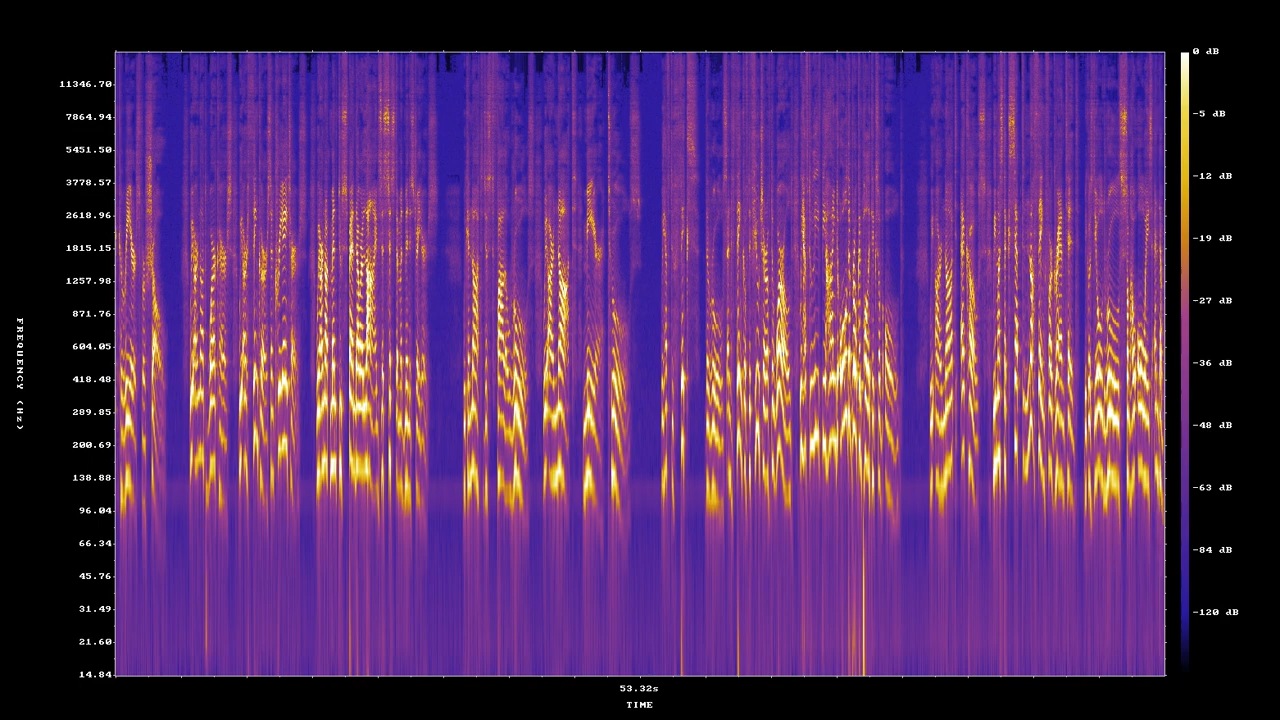 0 dB
11346.70
-5 dB
7864.94
5451.50
-12 dB
3778.57
2618.96
-19 dB
1815.15
1257.98
-27 dB
871.76
FREQUENCY (Hz)
604.05
-36 dB
418.48
289.85
-48 dB
200.69
138.88
-63 dB
96.04
66.34
-84 dB
45.76
31.49
-120 dB
21.60
14.84
53.32s
TIME